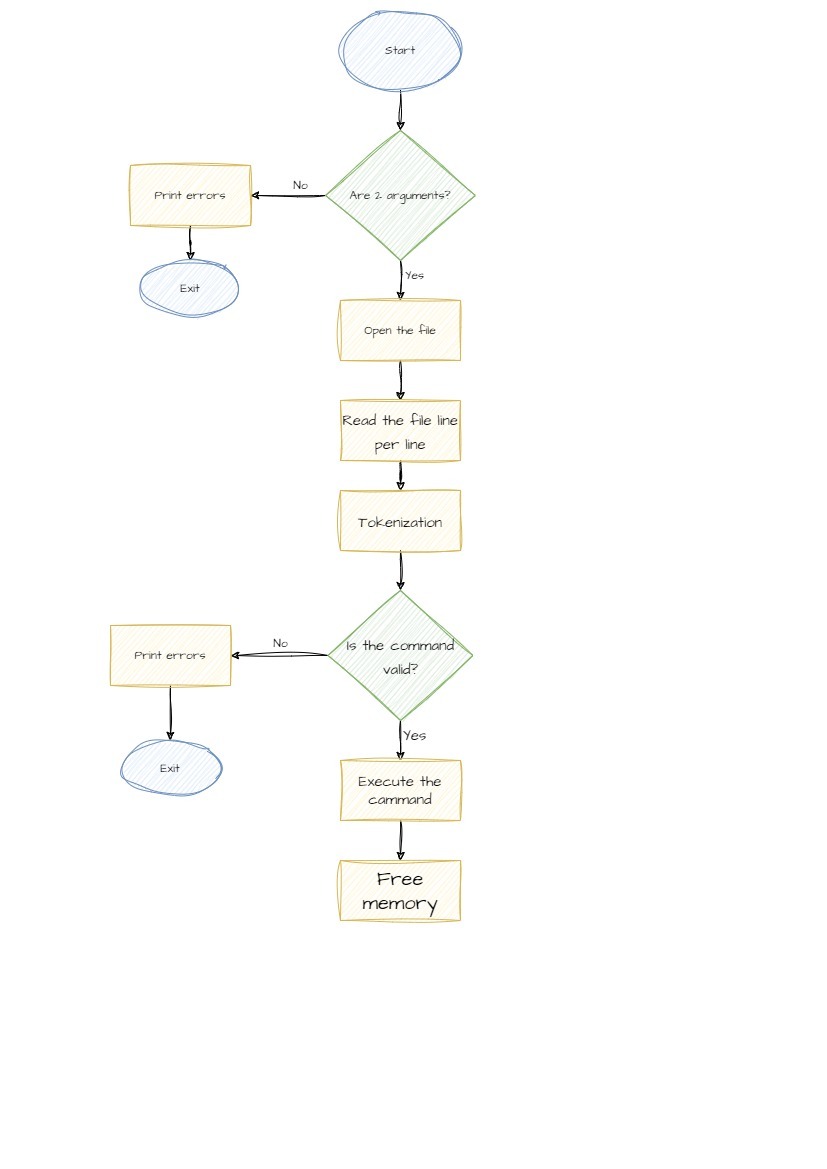 Start
Are 2 arguments?
No
Print errors
Exit
Yes
Open the file
Read the file line
per line
Tokenization
Is the command
valid?
No
Print errors
Exit
Yes
Execute the
cammand
Free
memory